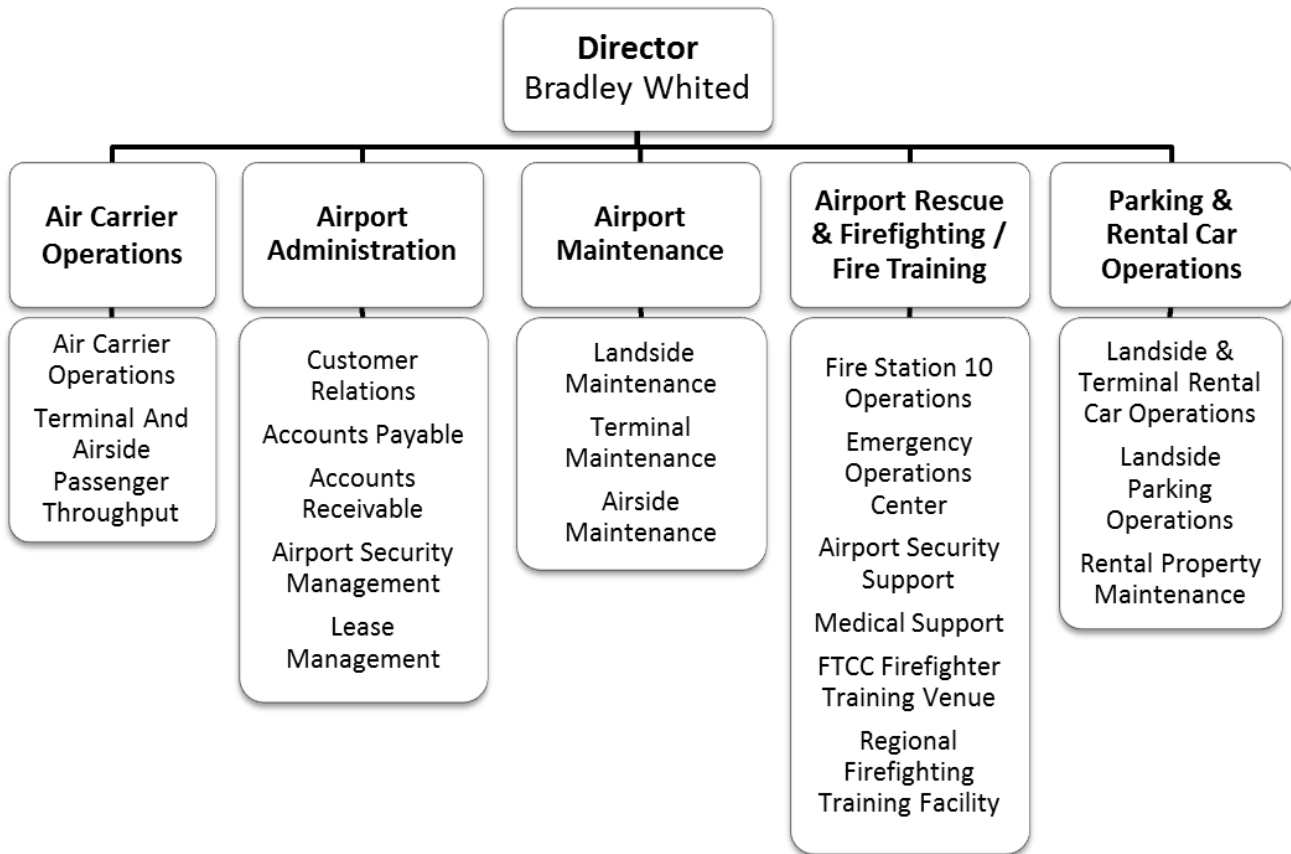 Director
Bradley Whited
Air Carrier
Operations
Airport
Administration
Airport
Maintenance
Airport Rescue
& Firefighting /
Fire Training
Parking &
Rental Car
Operations
Air Carrier
Operations
Terminal And
Airside
Passenger
Throughput
Customer
Relations
Accounts Payable
Accounts
Receivable
Airport Security
Management
Lease
Management
Landside
Maintenance
Terminal
Maintenance
Airside
Maintenance
Fire Station 10
Operations
Emergency
Operations
Center
Airport Security
Support
Medical Support
FTCC Firefighter
Training Venue
Regional
Firefighting
Training Facility
Landside &
Terminal Rental
Car Operations
Landside
Parking
Operations
Rental Property
Maintenance